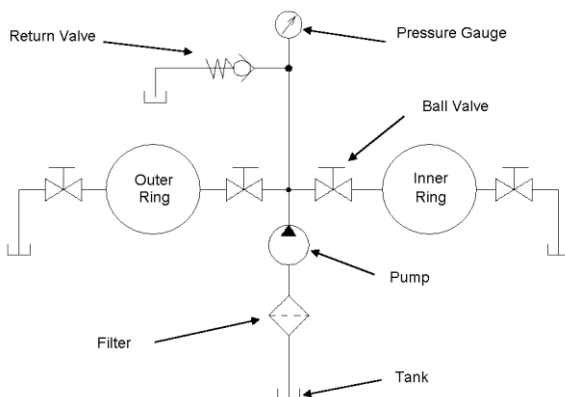 Return Valve
Pressure Gauge
Ball Valve
Outer
Ring
Inner
Ring
Pump
Filter
Tank